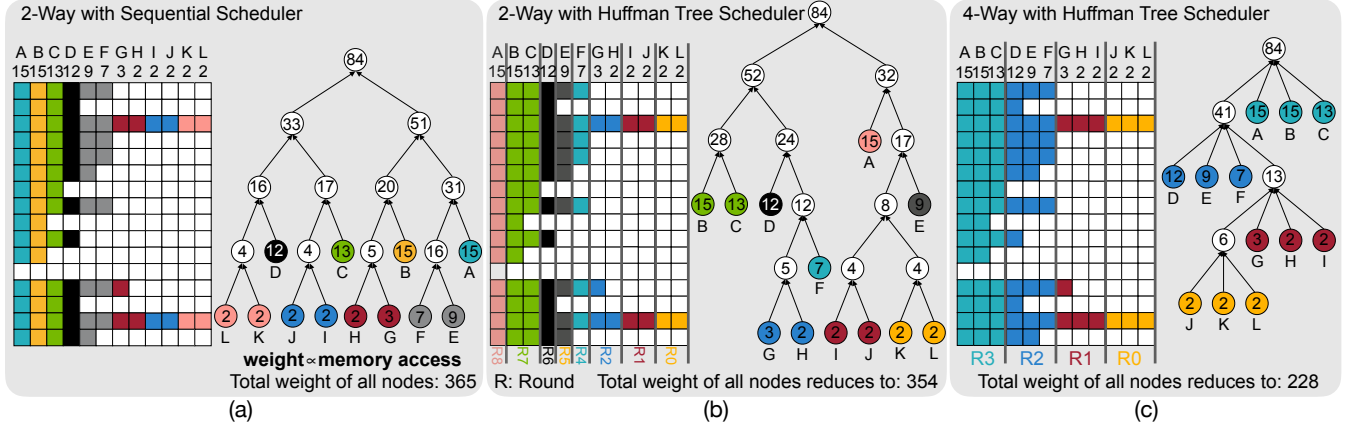 2-Way with Sequential Scheduler
A B C D E F G H I J K L
15 15 13 12 9 7 3 2 2 2 2 2
84
33 51
16 17 20 31
4 12 4 13 5 15 16 15
D C B A
2 2 2 2 2 3 7 9
L K J I H G F E
weight∝memory access
Total weight of all nodes: 365
(a)
2-Way with Huffman Tree Scheduler
A B C D E F G H I J K L
15 15 13 12 9 7 3 2 2 2 2 2
84
52 32
28 24 15 17
A
15 13 12 12 8 9
B C D E
5 7 4 4
F
3 2 2 2 2 2
G H I J K L
R8 R7 R6 R5 R4 R2 R1 R0
R: Round
Total weight of all nodes reduces to: 354
(b)
4-Way with Huffman Tree Scheduler
A B C D E F G H I J K L
15 15 13 12 9 7 3 2 2 2 2 2
84
41 15 15 13
A B C
12 9 7 13
D E F
6 3 2 2
G H I
2 2 2
J K L
R3 R2 R1 R0
Total weight of all nodes reduces to: 228
(c)